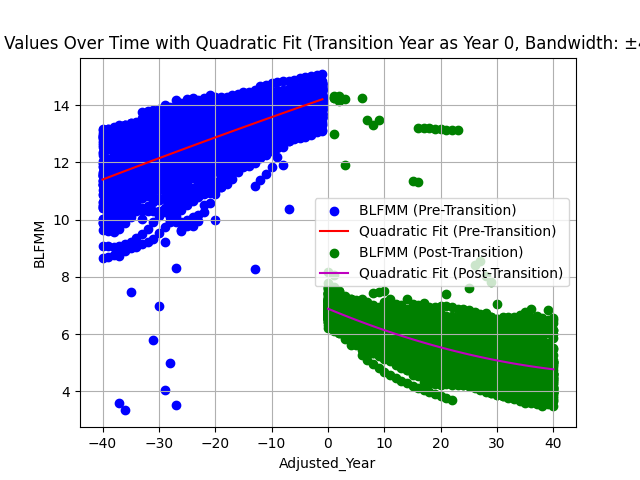 Values Over Time with Quadratic Fit (Transition Year as Year 0, Bandwidth: ±
BLFMM
14
12
10
8
6
4
BLFMM (Pre-Transition)
Quadratic Fit (Pre-Transition)
BLFMM (Post-Transition)
Quadratic Fit (Post-Transition)
−40
−30
−20
−10
0
10
20
30
40
Adjusted_Year